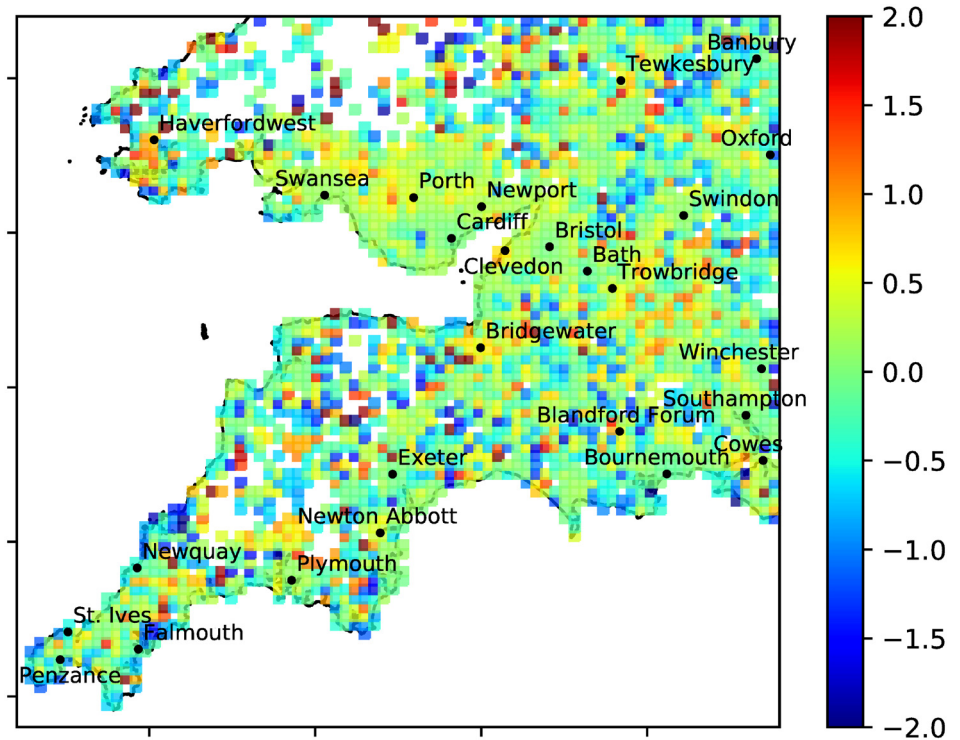 Banbury
Tewkesbury
Haverfordwest
Oxford
Swansea
Porth
Newport
Swindon
Cardiff
Bristol
Clevedon
Bath
Trowbridge
Bridgewater
Winchester
Southampton
Blandford Forum
Cowes
Exeter
Bournemouth
Newton Abbott
Newquay
Plymouth
St. Ives
Falmouth
Penzance
2.0
1.5
1.0
0.5
0.0
−0.5
−1.0
−1.5
−2.0